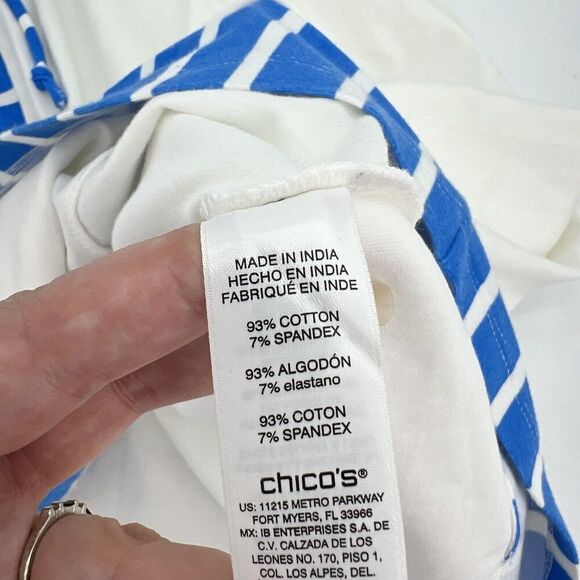 MADE IN INDIA
HECHO EN INDIA
FABRIQUÉ EN INDE
93% COTTON
7% SPANDEX
93% ALGODÓN
7% elastano
93% COTON
7% SPANDEX
chico's®
US: 11215 METRO PARKWAY
FORT MYERS, FL 33966
MX: IB ENTERPRISES S.A. DE
C.V. CALZADA DE LOS
LEONES NO. 170, PISO 1,
COL. LOS ALPES, DEL.